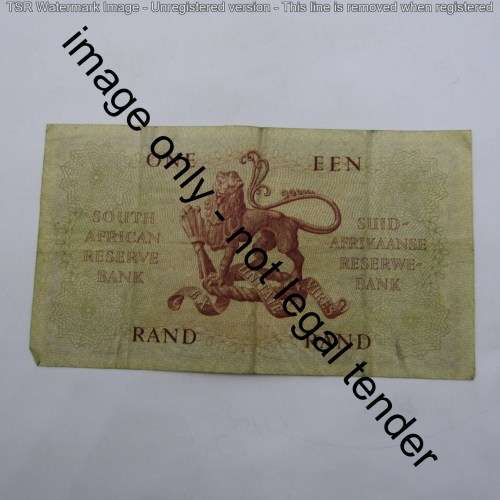 TSR Watermark Image - Unregistered version - This line is removed when registered
image only - not legal tender
ONE EEN
SOUTH
AFRICAN
RESERVE
BANK
SUID-
AFRIKAANSE
RESERWE-
BANK
RAND RAND